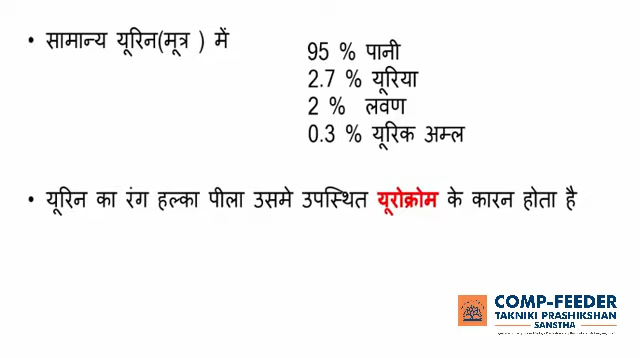 • सामान्य यूरिन(मूत्र ) में
95 % पानी
2.7 % यूरिया
2 % लवण
0.3 % यूरिक अम्ल
• यूरिन का रंग हल्का पीला उसमे उपस्थित यूरोक्रोम के कारन होता है
COMP-FEEDER
TAKNIKI PRASHIKSHAN
SANSTHA